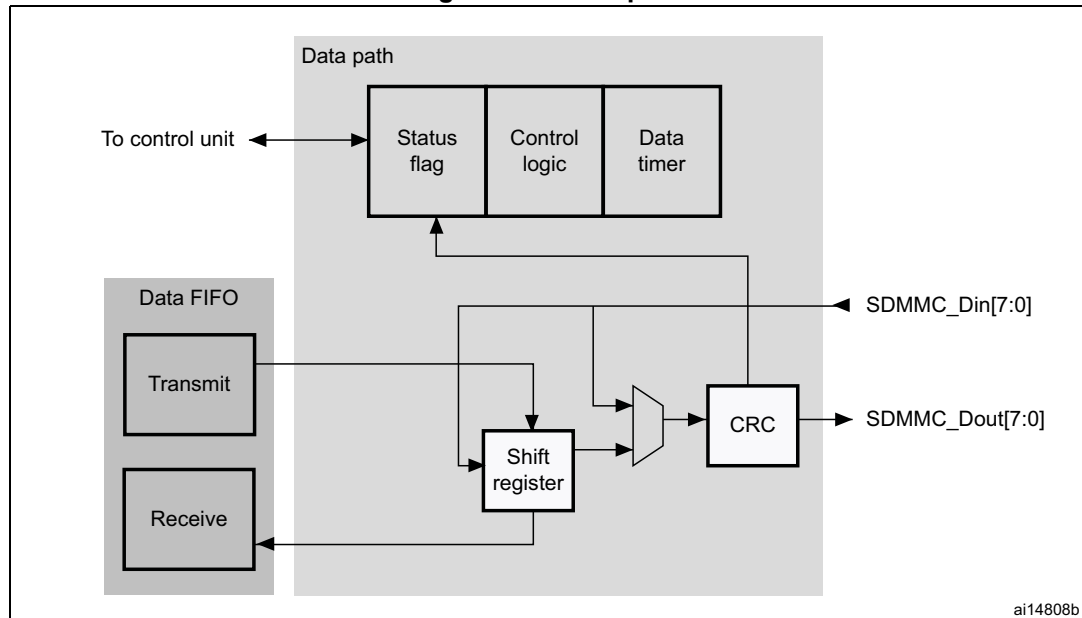 Data path
To control unit
Status
flag
Control
logic
Data
timer
Data FIFO
SDMMC_Din[7:0]
Transmit
CRC
SDMMC_Dout[7:0]
Shift
register
Receive
ai14808b